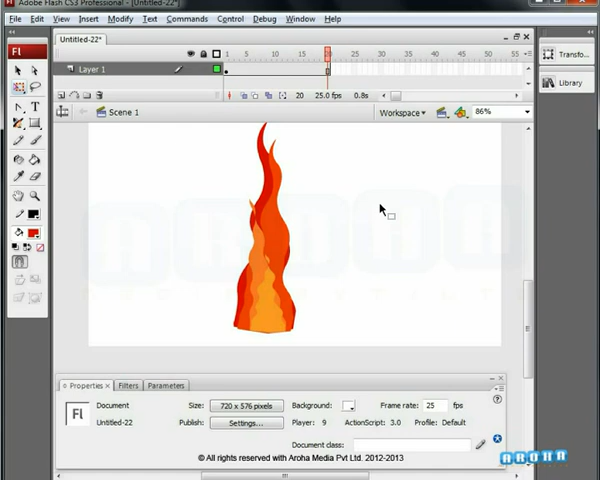 Adobe Flash CS3 Professional - [Untitled-22*]
File Edit View Insert Modify Text Commands Control Debug Window Help
Untitled-22*
1 5 10 15 20 25 30 35 40 45 50 55
Layer 1
20 25.0 fps 0.8s
Scene 1
Workspace
86%
Fl
Transfo...
Library
Properties × Filters Parameters
Fl
Document
Untitled-22
Size: 720 x 576 pixels
Background:
Frame rate: 25 fps
Publish: Settings...
Player: 9 ActionScript: 3.0 Profile: Default
Document class:
© All rights reserved with Aroha Media Pvt Ltd. 2012-2013
AROHA